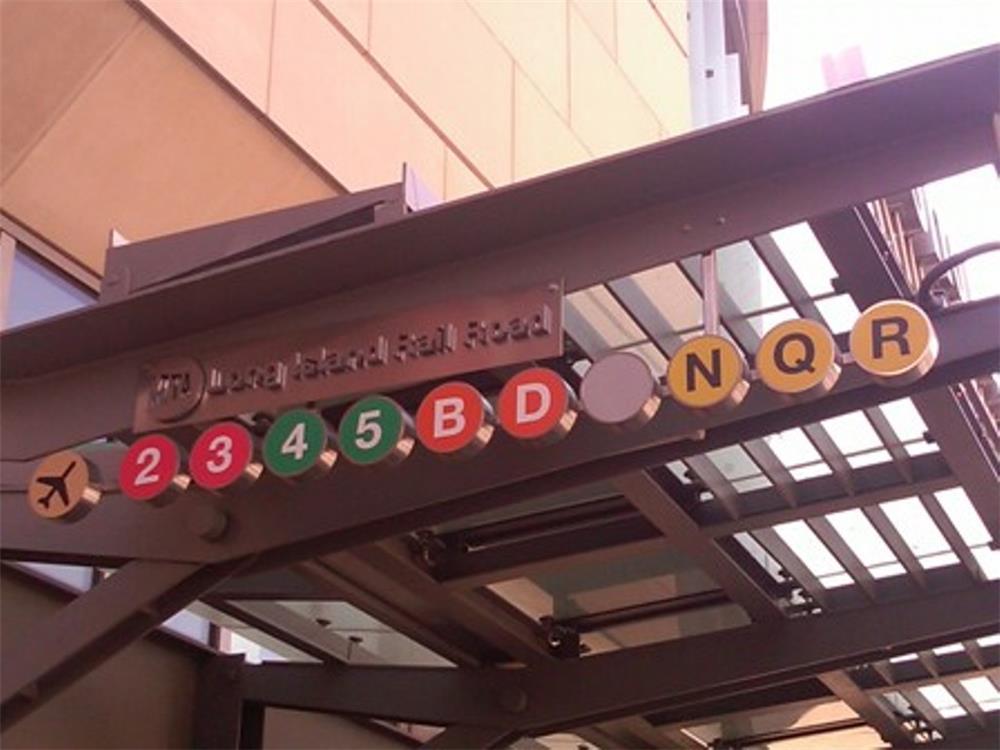 MTA Long Island Rail Road
2 3 4 5 B D N Q R